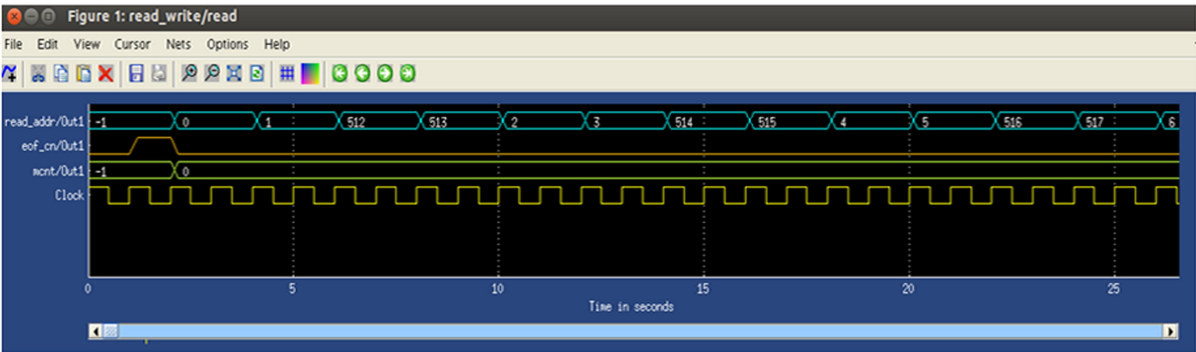 Figure 1: read_write/read
File Edit View Cursor Nets Options Help
read_addr/Out1 -1 0 1 512 513 2 3 514 515 4 5 516 517 6
eof_cn/Out1
mcnt/Out1 -1 0
Clock
0 5 10 15 20 25
Time in seconds